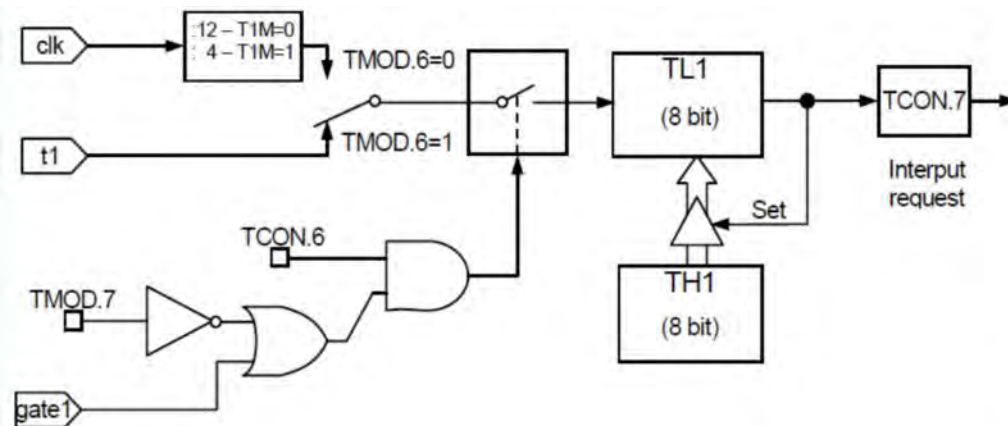 clk
:12 – T1M=0
: 4 – T1M=1
TMOD.6=0
TMOD.6=1
t1
TL1
(8 bit)
TCON.7
Interput
request
Set
TCON.6
TH1
(8 bit)
TMOD.7
gate1